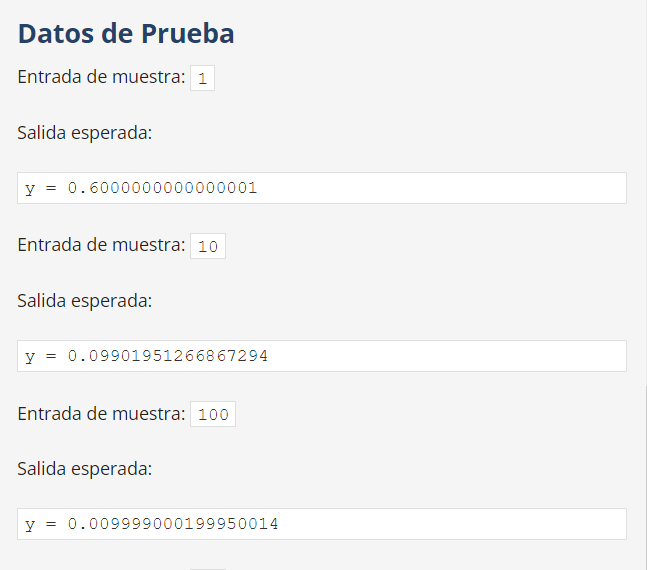 Datos de Prueba
Entrada de muestra: 1
Salida esperada:
y = 0.6000000000000001
Entrada de muestra: 10
Salida esperada:
y = 0.09901951266867294
Entrada de muestra: 100
Salida esperada:
y = 0.009999000199950014